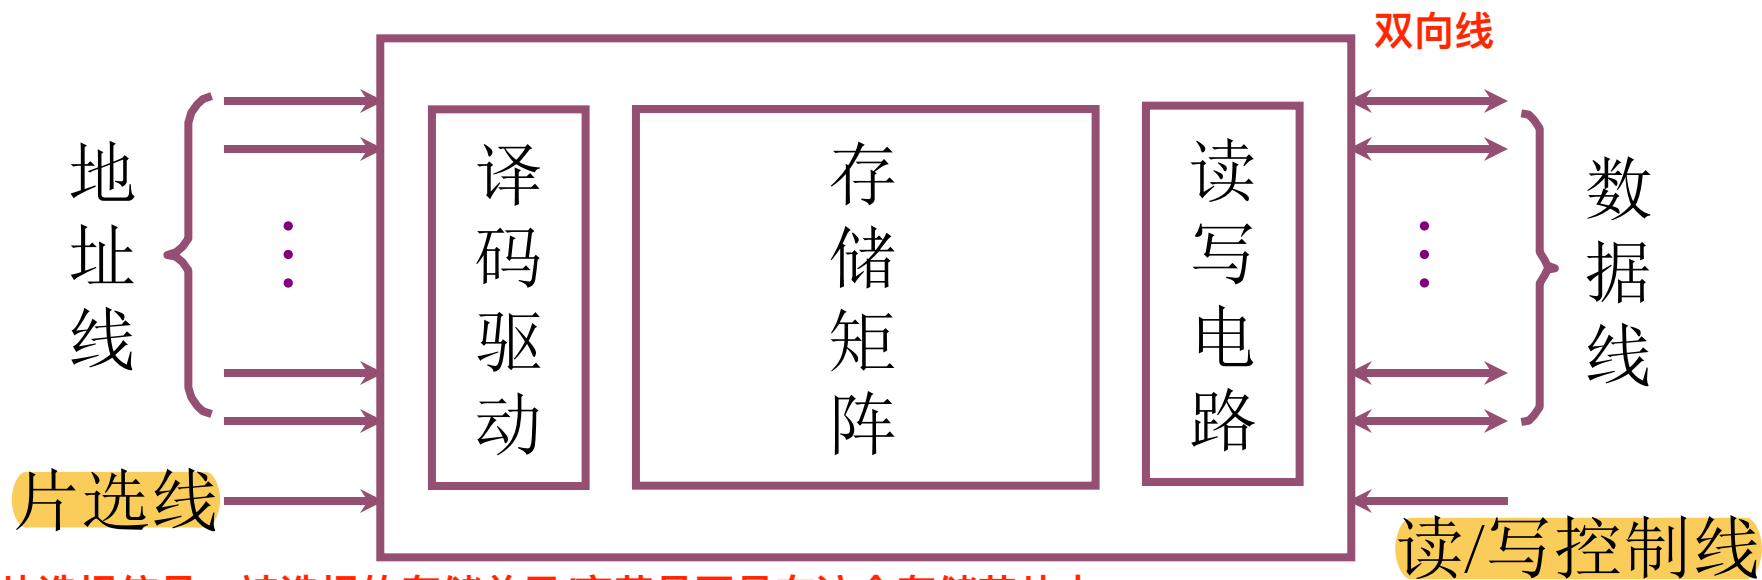 双向线
地址线
译码驱动
存储矩阵
读写电路
数据线
片选线
读/写控制线